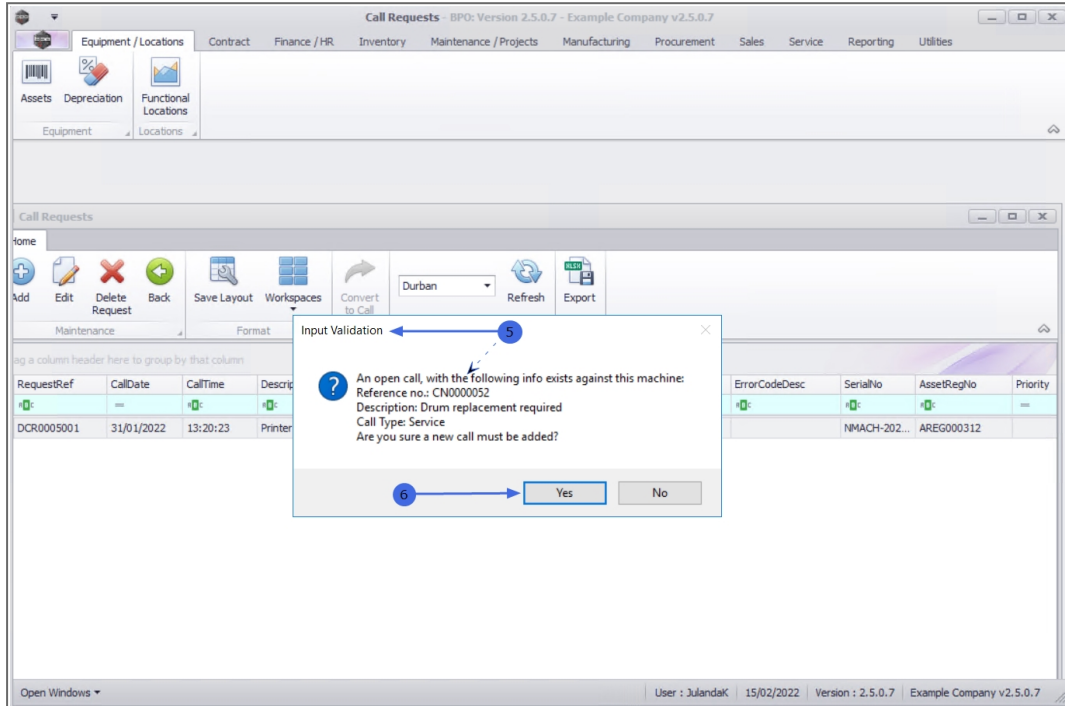 Call Requests - BPO: Version 2.5.0.7 - Example Company v2.5.0.7
Equipment / Locations Contract Finance / HR Inventory Maintenance / Projects Manufacturing Procurement Sales Service Reporting Utilities
Assets Depreciation Functional Locations
Equipment Locations
Call Requests
Home
Add Edit Delete Request Back Save Layout Workspaces Convert to Call Durban Refresh Export
Maintenance Format
ag a column header here to group by that column
RequestRef CallDate CallTime Descrip ErrorCodeDesc SerialNo AssetRegNo Priority
DCR0005001 31/01/2022 13:20:23 Printer NMACH-202... AREG000312
Input Validation 5
An open call, with the following info exists against this machine:
Reference no.: CN0000052
Description: Drum replacement required
Call Type: Service
Are you sure a new call must be added?
6 Yes No
Open Windows User : JulandaK 15/02/2022 Version : 2.5.0.7 Example Company v2.5.0.7